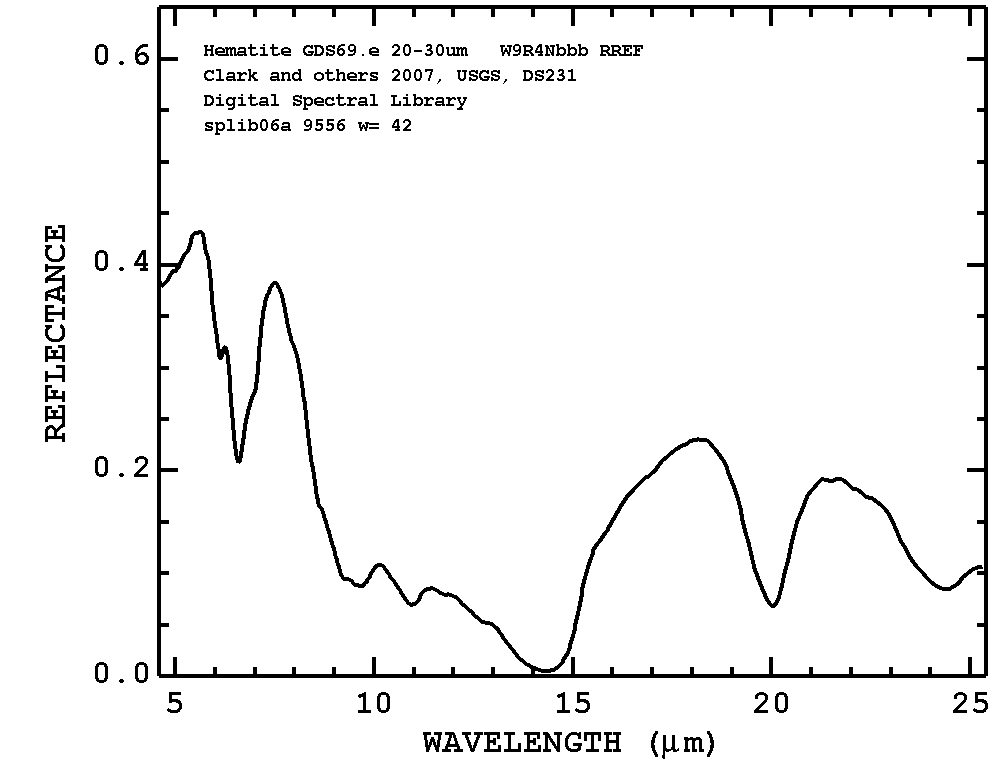 Hematite GDS69.e 20-30um   W9R4Nbbb RREF
Clark and others 2007, USGS, DS231
Digital Spectral Library
splib06a 9556 w= 42
0.6
0.4
0.2
0.0
REFLECTANCE
5 10 15 20 25
WAVELENGTH (μm)